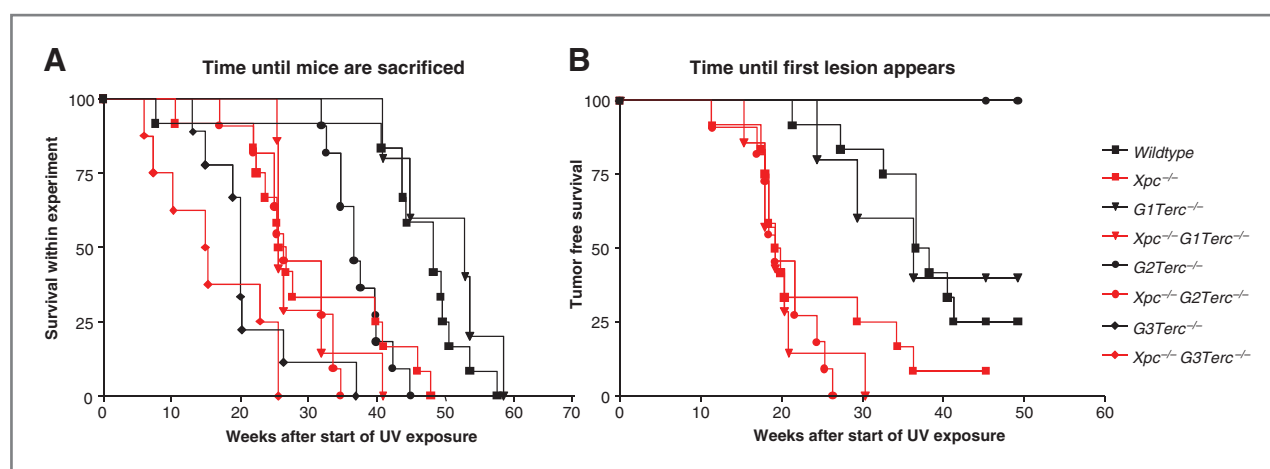 A
Time until mice are sacrificed
Survival within experiment
100
75
50
25
0
0
10
20
30
40
50
60
70
Weeks after start of UV exposure
B
Time until first lesion appears
Tumor free survival
100
75
50
25
0
0
10
20
30
40
50
60
Weeks after start of UV exposure
Wildtype
Xpc⁻/⁻
G1Terc⁻/⁻
Xpc⁻/⁻ G1Terc⁻/⁻
G2Terc⁻/⁻
Xpc⁻/⁻ G2Terc⁻/⁻
G3Terc⁻/⁻
Xpc⁻/⁻ G3Terc⁻/⁻